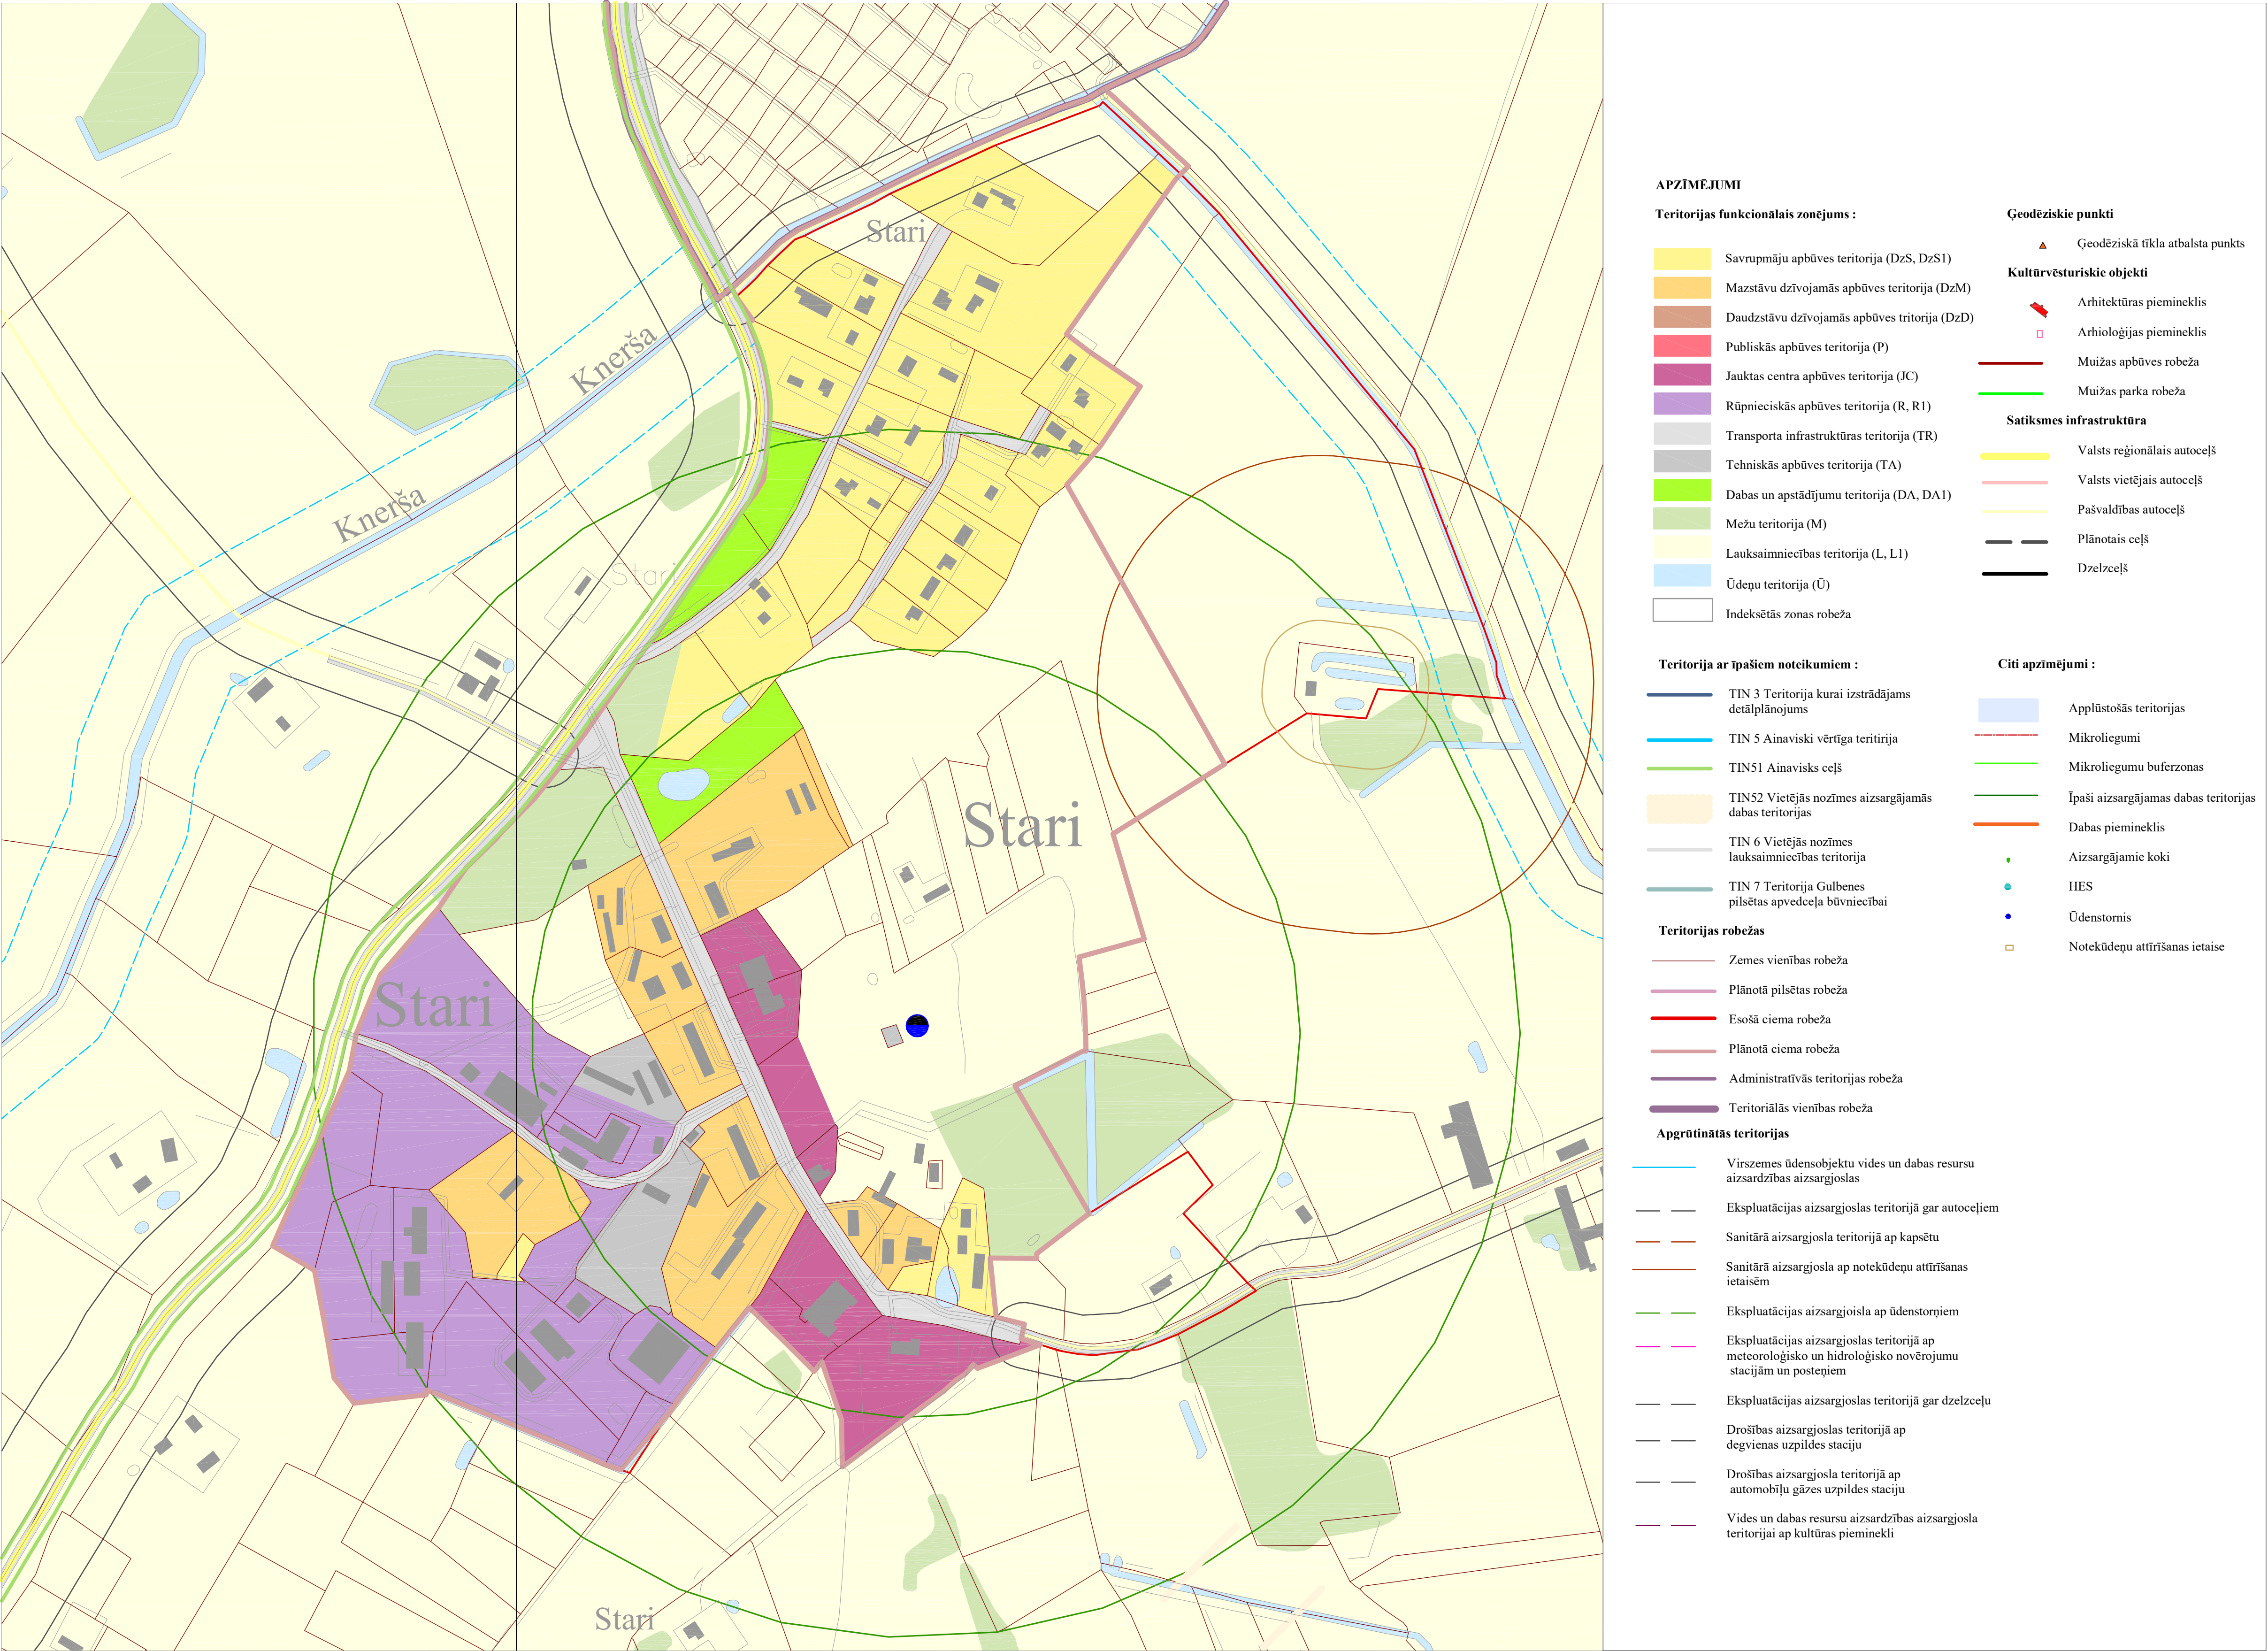 Stari
Knerša
Knerša
Stari
Stari
Stari
Stari
APZĪMĒJUMI
Teritorijas funkcionālais zonējums :
Savrupmāju apbūves teritorija (DzS, DzS1)
Mazstāvu dzīvojamās apbūves teritorija (DzM)
Daudzstāvu dzīvojamās apbūves tritorija (DzD)
Publiskās apbūves teritorija (P)
Jauktas centra apbūves teritorija (JC)
Rūpnieciskās apbūves teritorija (R, R1)
Transporta infrastruktūras teritorija (TR)
Tehniskās apbūves teritorija (TA)
Dabas un apstādījumu teritorija (DA, DA1)
Mežu teritorija (M)
Lauksaimniecības teritorija (L, L1)
Ūdeņu teritorija (Ū)
Indeksētās zonas robeža
Teritorija ar īpašiem noteikumiem :
TIN 3 Teritorija kurai izstrādājams
detālplānojums
TIN 5 Ainaviski vērtīga teritirija
TIN51 Ainavisks ceļš
TIN52 Vietējās nozīmes aizsargājamās
dabas teritorijas
TIN 6 Vietējās nozīmes
lauksaimniecības teritorija
TIN 7 Teritorija Gulbenes
pilsētas apvedceļa būvniecībai
Teritorijas robežas
Zemes vienības robeža
Plānotā pilsētas robeža
Esošā ciema robeža
Plānotā ciema robeža
Administratīvās teritorijas robeža
Teritoriālās vienības robeža
Apgrūtinātās teritorijas
Virszemes ūdensobjektu vides un dabas resursu
aizsardzības aizsargjoslas
Ekspluatācijas aizsargjoslas teritorijā gar autoceļiem
Sanitārā aizsargjosla teritorijā ap kapsētu
Sanitārā aizsargjosla ap notekūdeņu attīrīšanas
ietaisēm
Ekspluatācijas aizsargjoisla ap ūdenstorņiem
Ekspluatācijas aizsargjoslas teritorijā ap
meteoroloģisko un hidroloģisko novērojumu
stacijām un posteņiem
Ekspluatācijas aizsargjoslas teritorijā gar dzelzceļu
Drošības aizsargjoslas teritorijā ap
degvienas uzpildes staciju
Drošības aizsargjosla teritorijā ap
automobīļu gāzes uzpildes staciju
Vides un dabas resursu aizsardzības aizsargjosla
teritorijai ap kultūras pieminekli
Ģeodēziskie punkti
Ģeodēziskā tīkla atbalsta punkts
Kultūrvēsturiskie objekti
Arhitektūras piemineklis
Arhioloģijas piemineklis
Muižas apbūves robeža
Muižas parka robeža
Satiksmes infrastruktūra
Valsts reģionālais autoceļš
Valsts vietējais autoceļš
Pašvaldības autoceļš
Plānotais ceļš
Dzelzceļš
Citi apzīmējumi :
Applūstošās teritorijas
Mikroliegumi
Mikroliegumu buferzonas
Īpaši aizsargājamas dabas teritorijas
Dabas piemineklis
Aizsargājamie koki
HES
Ūdenstornis
Notekūdeņu attīrīšanas ietaise